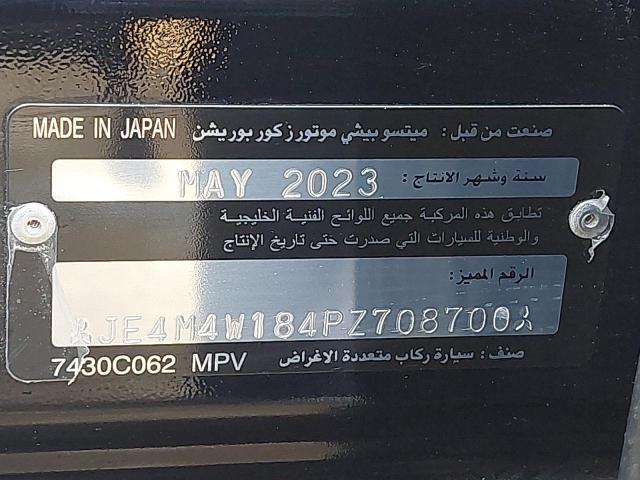 صنعت من قبل : ميتسوبيشي موتورز كوربوريشن MADE IN JAPAN
سنة وشهر الانتاج : MAY 2023
تطابق هذه المركبة جميع اللوائح الفنية الخليجية
والوطنية للسيارات التي صدرت حتى تاريخ الإنتاج
الرقم المميز:
JE4M4W184PZ708700
صنف : سيارة ركاب متعددة الاغراض 7430C062 MPV